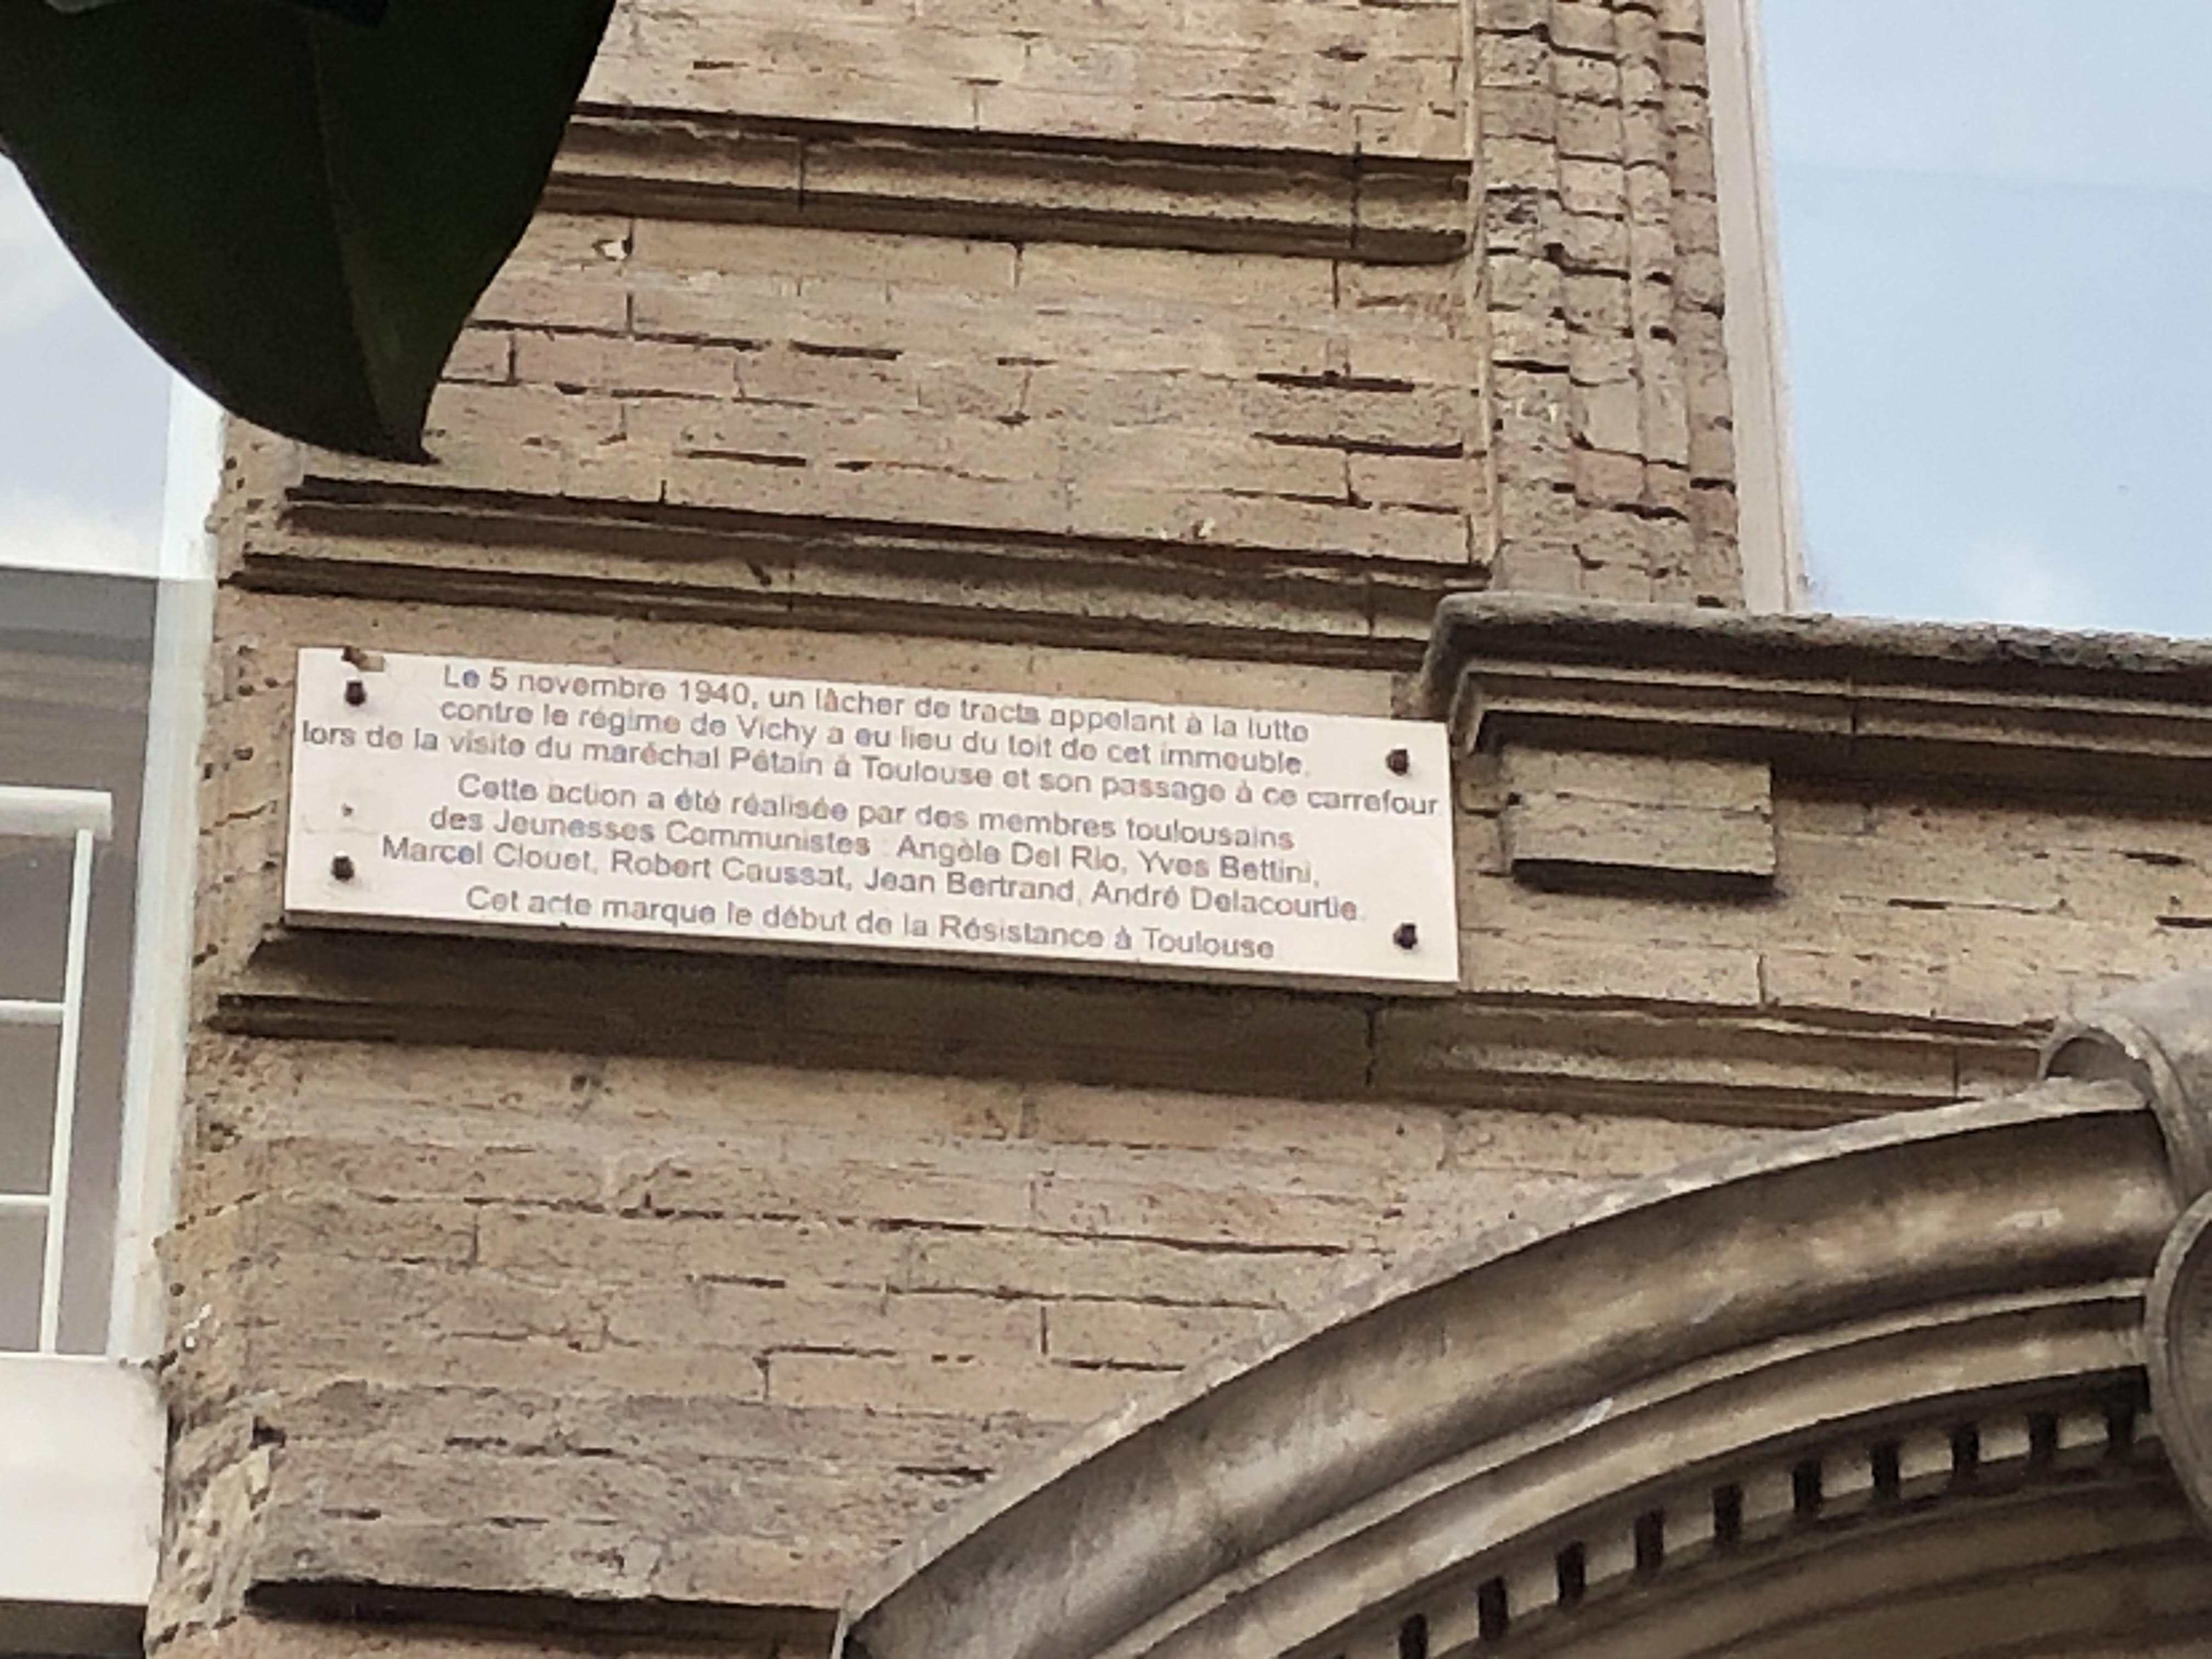 Le 5 novembre 1940, un lâcher de tracts appelant à la lutte
contre le régime de Vichy a eu lieu du toit de cet immeuble,
lors de la visite du maréchal Pétain à Toulouse et son passage à ce carrefour
Cette action a été réalisée par des membres toulousains
des Jeunesses Communistes : Angèle Del Rio, Yves Bettini,
Marcel Clouet, Robert Caussat, Jean Bertrand, André Delacourtie.
Cet acte marque le début de la Résistance à Toulouse